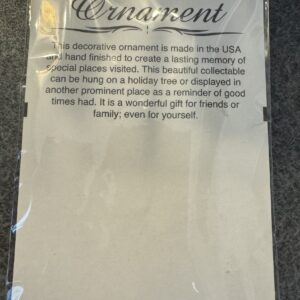 Ornament
This decorative ornament is made in the USA
and hand finished to create a lasting memory of
special places visited. This beautiful collectable
can be hung on a holiday tree or displayed in
another prominent place as a reminder of good
times had. It is a wonderful gift for friends or
family; even for yourself.